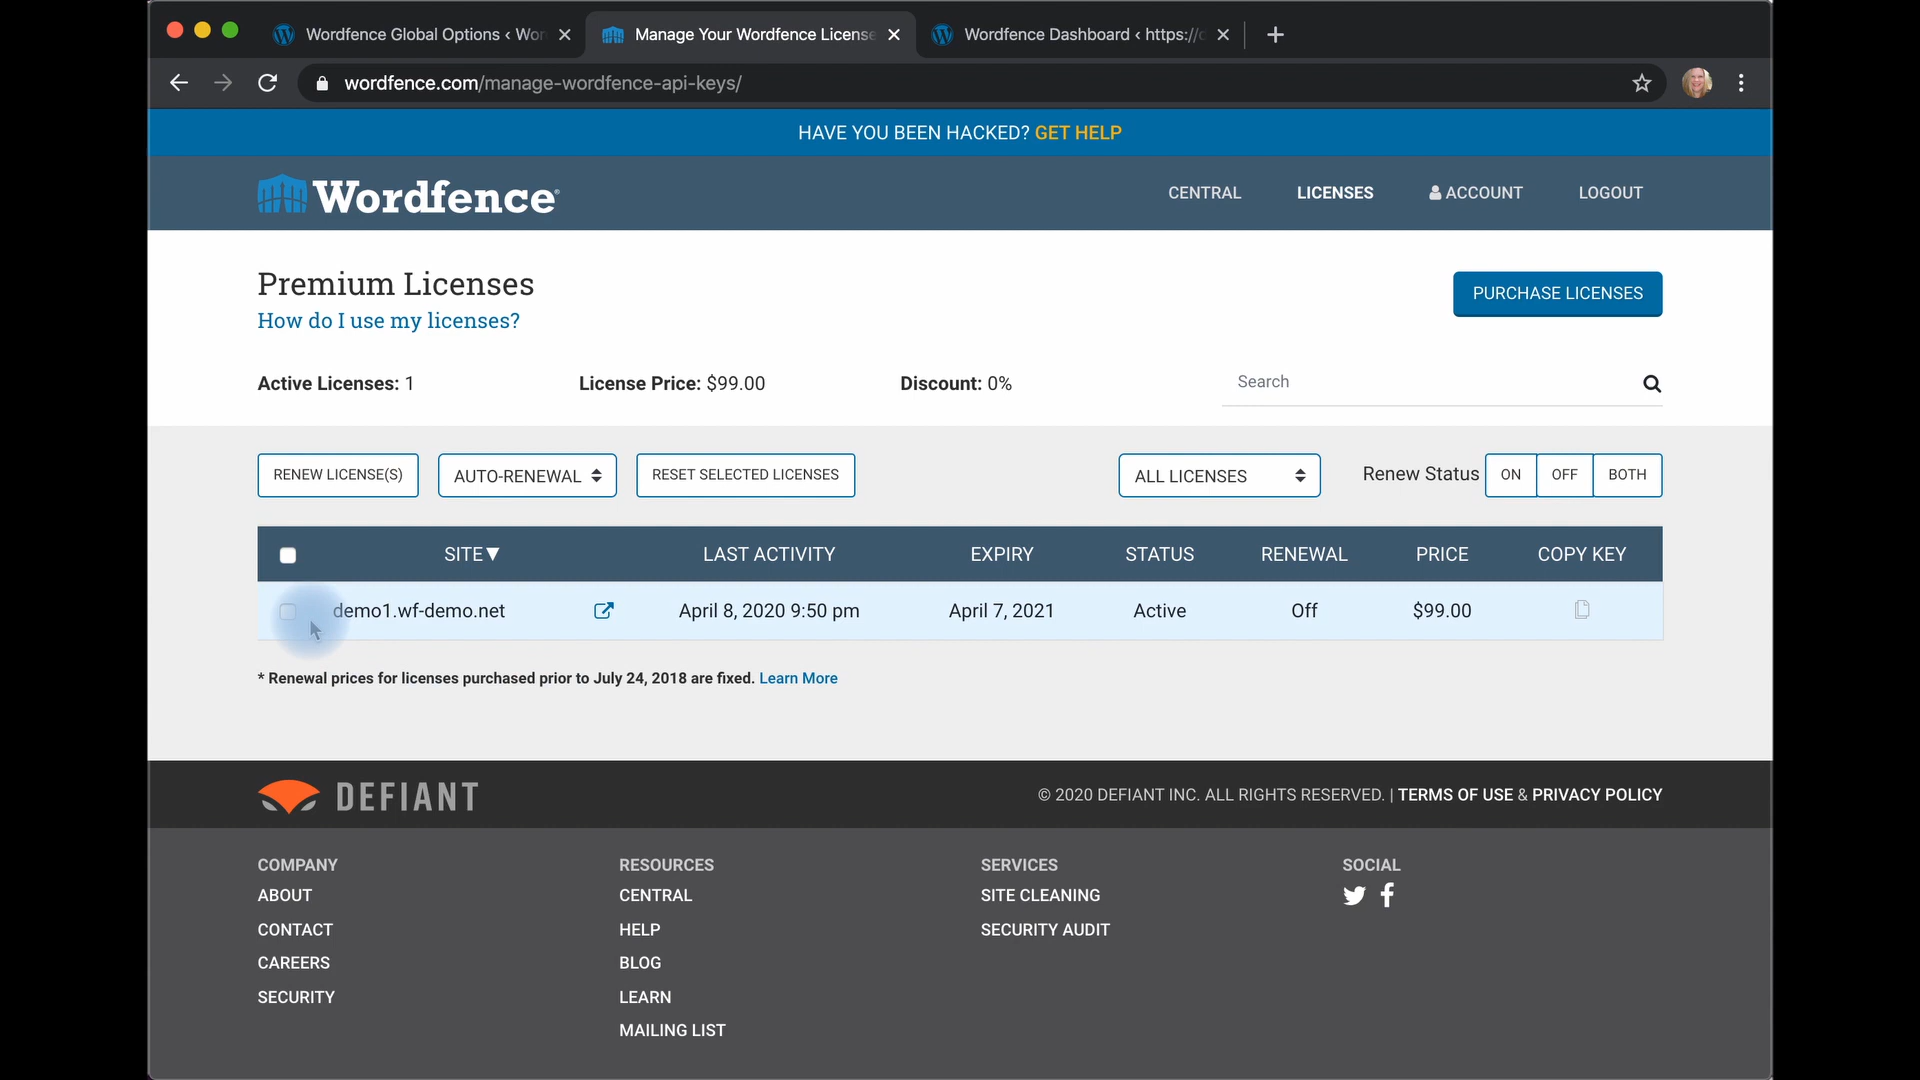 Wordfence Global Options ‹ Wor
Manage Your Wordfence License
Wordfence Dashboard ‹ https://
wordfence.com/manage-wordfence-api-keys/
HAVE YOU BEEN HACKED? GET HELP
Wordfence®
CENTRAL
LICENSES
ACCOUNT
LOGOUT
Premium Licenses
PURCHASE LICENSES
How do I use my licenses?
Active Licenses: 1
License Price: $99.00
Discount: 0%
Search
RENEW LICENSE(S)
AUTO-RENEWAL
RESET SELECTED LICENSES
ALL LICENSES
Renew Status
ON
OFF
BOTH
SITE▼ LAST ACTIVITY EXPIRY STATUS RENEWAL PRICE COPY KEY
demo1.wf-demo.net April 8, 2020 9:50 pm April 7, 2021 Active Off $99.00
* Renewal prices for licenses purchased prior to July 24, 2018 are fixed. Learn More
DEFIANT
© 2020 DEFIANT INC. ALL RIGHTS RESERVED. | TERMS OF USE & PRIVACY POLICY
COMPANY
ABOUT
CONTACT
CAREERS
SECURITY
RESOURCES
CENTRAL
HELP
BLOG
LEARN
MAILING LIST
SERVICES
SITE CLEANING
SECURITY AUDIT
SOCIAL